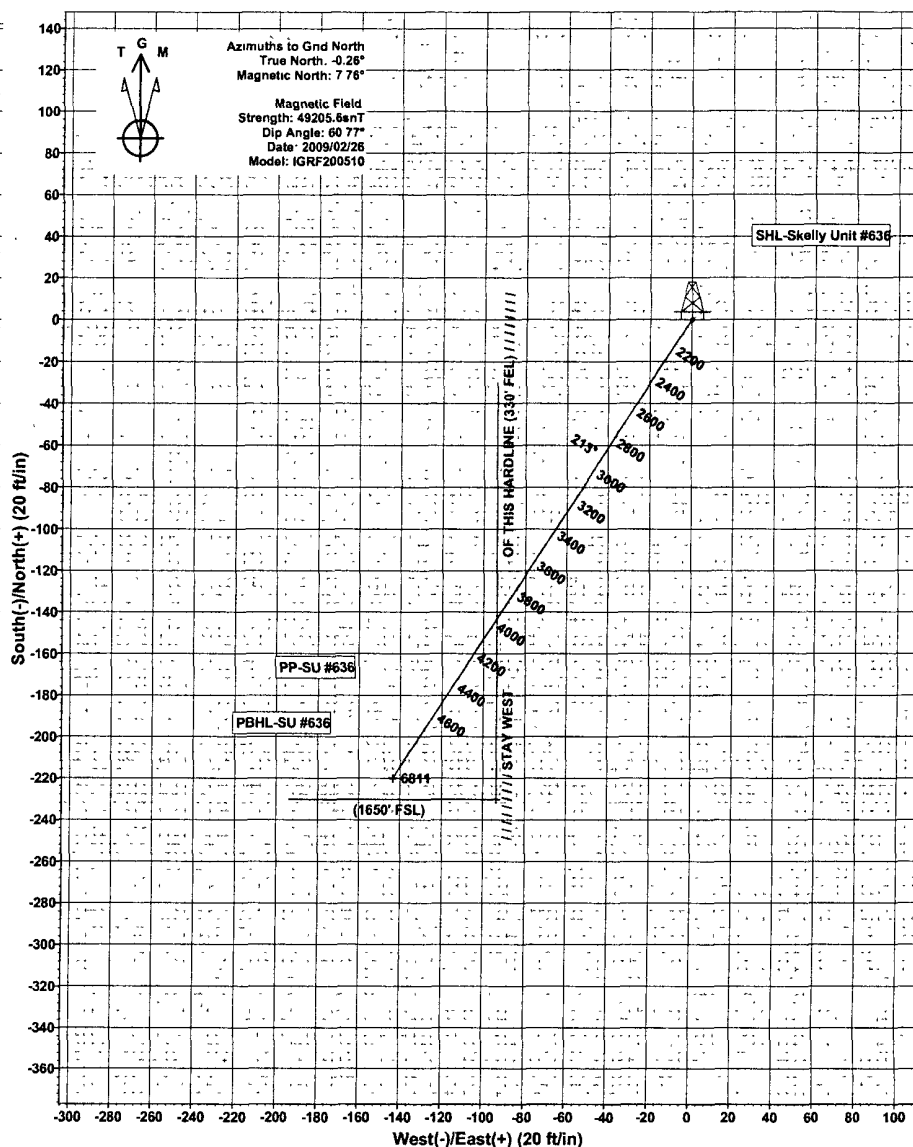 T G M
Azimuths to Grid North
True North. -0.26°
Magnetic North: 7 76°
Magnetic Field
Strength: 49205.6snT
Dip Angle: 60 77°
Date: 2009/02/26
Model: IGRF200510
SHL-Skelly Unit #636
2200
2400
2600
2800
213°
3000
3200
3400
3600
3800
4000
4200
4400
4600
6811
///// STAY WEST OF THIS HARDLINE (330' FEL) /////////
PP-SU #636
PBHL-SU #636
(1650' FSL)
South(-)/North(+) (20 ft/in)
140
120
100
80
60
40
20
0
-20
-40
-60
-80
-100
-120
-140
-160
-180
-200
-220
-240
-260
-280
-300
-320
-340
-360
-300 -280 -260 -240 -220 -200 -180 -160 -140 -120 -100 -80 -60 -40 -20 0 20 40 60 80 100
West(-)/East(+) (20 ft/in)